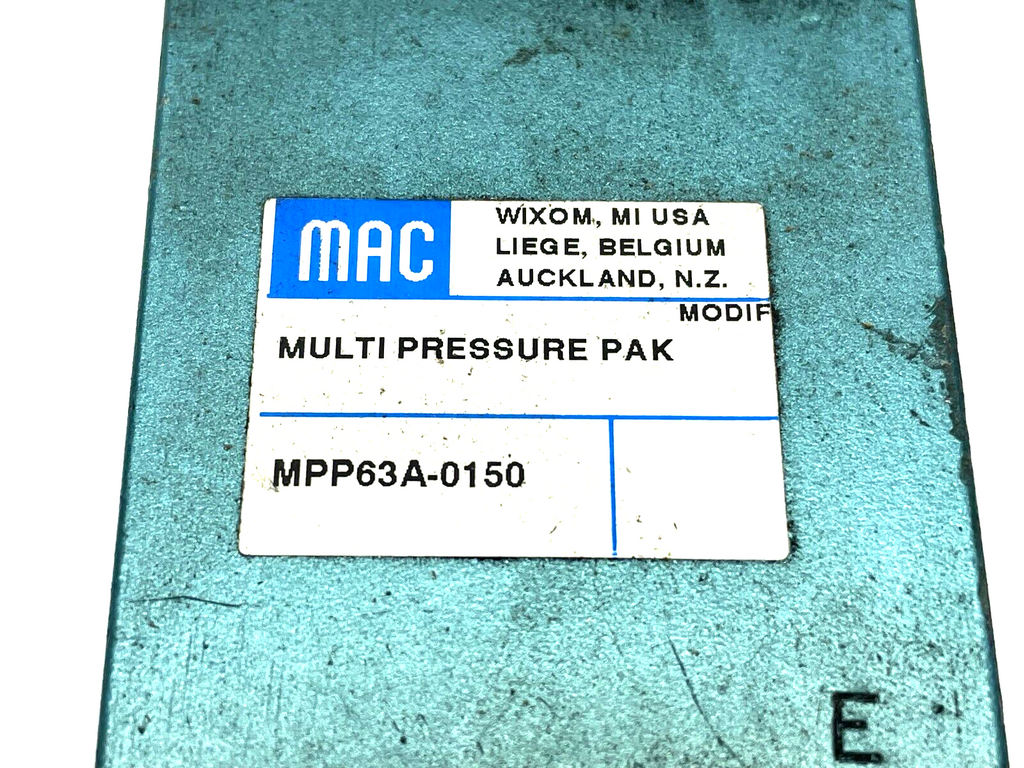 MAC
WIXOM, MI USA
LIEGE, BELGIUM
AUCKLAND, N.Z.
MODIF
MULTI PRESSURE PAK
MPP63A-0150
E